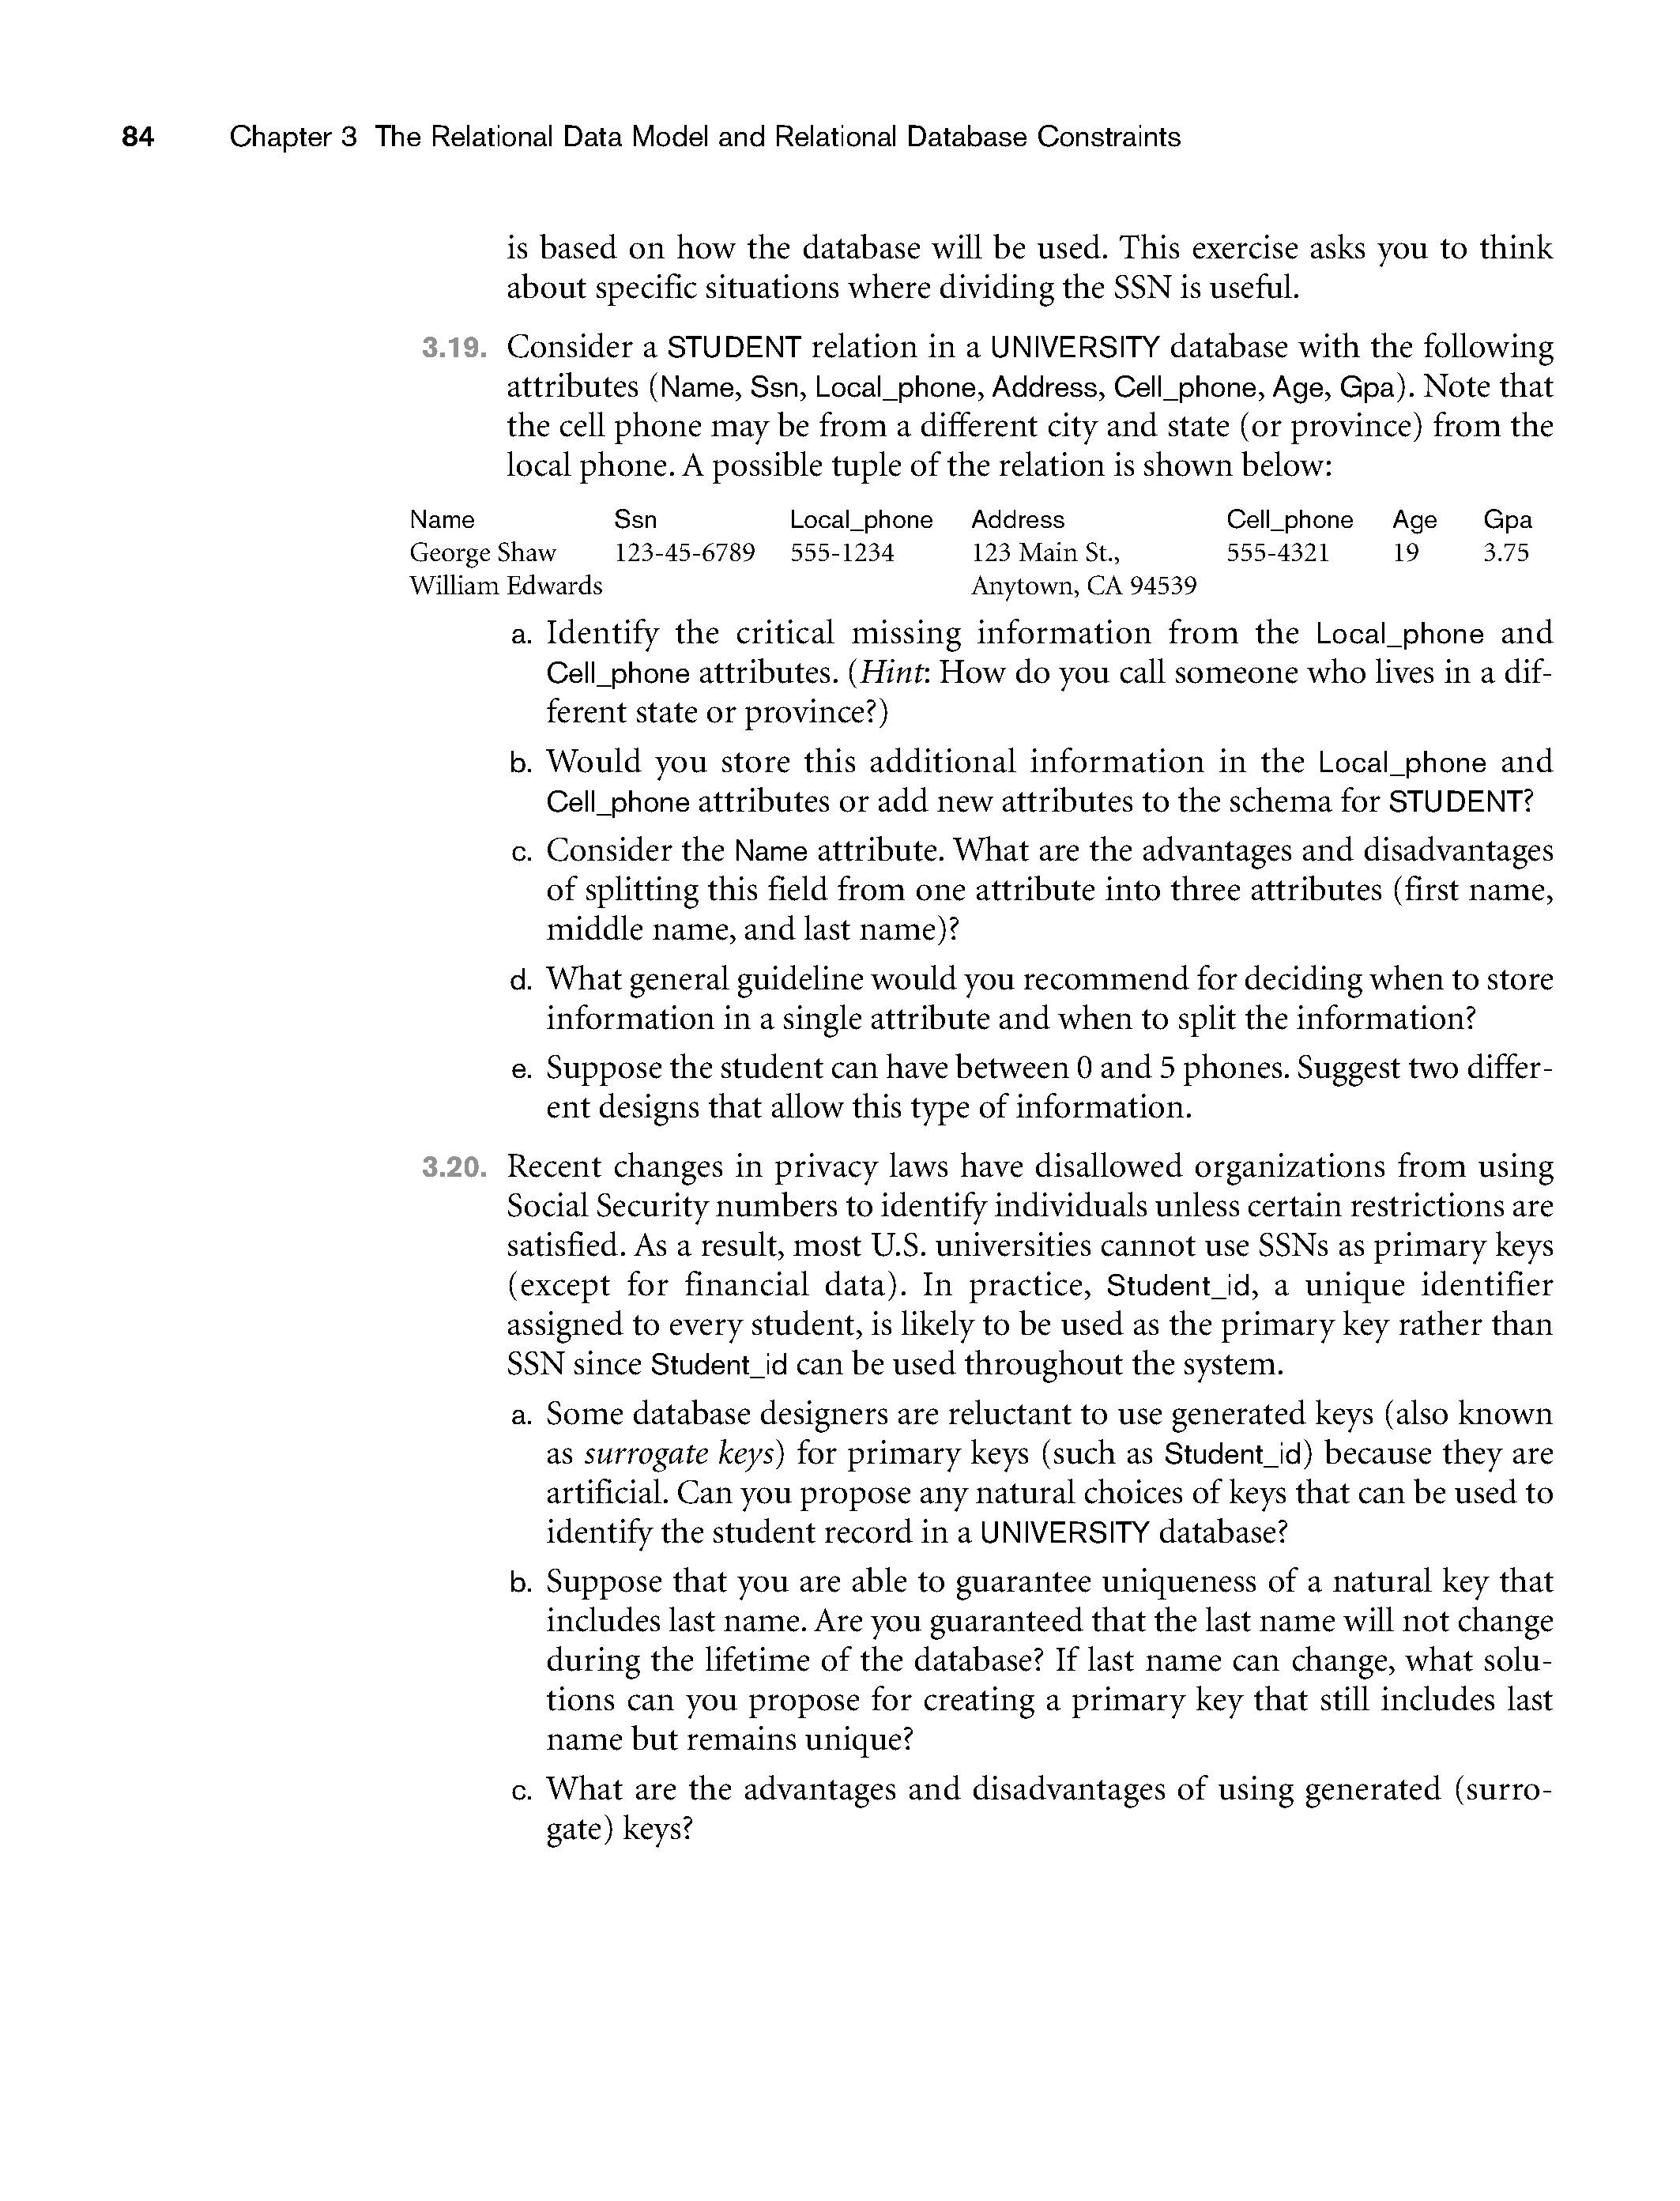 84 Chapter 3 The Relational Data Model and Relational Database Constraints
is based on how the database will be used. This exercise asks you to think
about specific situations where dividing the SSN is useful.
3.19. Consider a STUDENT relation in a UNIVERSITY database with the following
attributes (Name, Ssn, Local_phone, Address, Cell_phone, Age, Gpa). Note that
the cell phone may be from a different city and state (or province) from the
local phone. A possible tuple of the relation is shown below:
Name Ssn Local_phone Address Cell_phone Age Gpa
George Shaw 123-45-6789 555-1234 123 Main St., 555-4321 19 3.75
William Edwards Anytown, CA 94539
a. Identify the critical missing information from the Local_phone and
Cell_phone attributes. (Hint: How do you call someone who lives in a dif-
ferent state or province?)
b. Would you store this additional information in the Local_phone and
Cell_phone attributes or add new attributes to the schema for STUDENT?
c. Consider the Name attribute. What are the advantages and disadvantages
of splitting this field from one attribute into three attributes (first name,
middle name, and last name)?
d. What general guideline would you recommend for deciding when to store
information in a single attribute and when to split the information?
e. Suppose the student can have between 0 and 5 phones. Suggest two differ-
ent designs that allow this type of information.
3.20. Recent changes in privacy laws have disallowed organizations from using
Social Security numbers to identify individuals unless certain restrictions are
satisfied. As a result, most U.S. universities cannot use SSNs as primary keys
(except for financial data). In practice, Student_id, a unique identifier
assigned to every student, is likely to be used as the primary key rather than
SSN since Student_id can be used throughout the system.
a. Some database designers are reluctant to use generated keys (also known
as surrogate keys) for primary keys (such as Student_id) because they are
artificial. Can you propose any natural choices of keys that can be used to
identify the student record in a UNIVERSITY database?
b. Suppose that you are able to guarantee uniqueness of a natural key that
includes last name. Are you guaranteed that the last name will not change
during the lifetime of the database? If last name can change, what solu-
tions can you propose for creating a primary key that still includes last
name but remains unique?
c. What are the advantages and disadvantages of using generated (surro-
gate) keys?